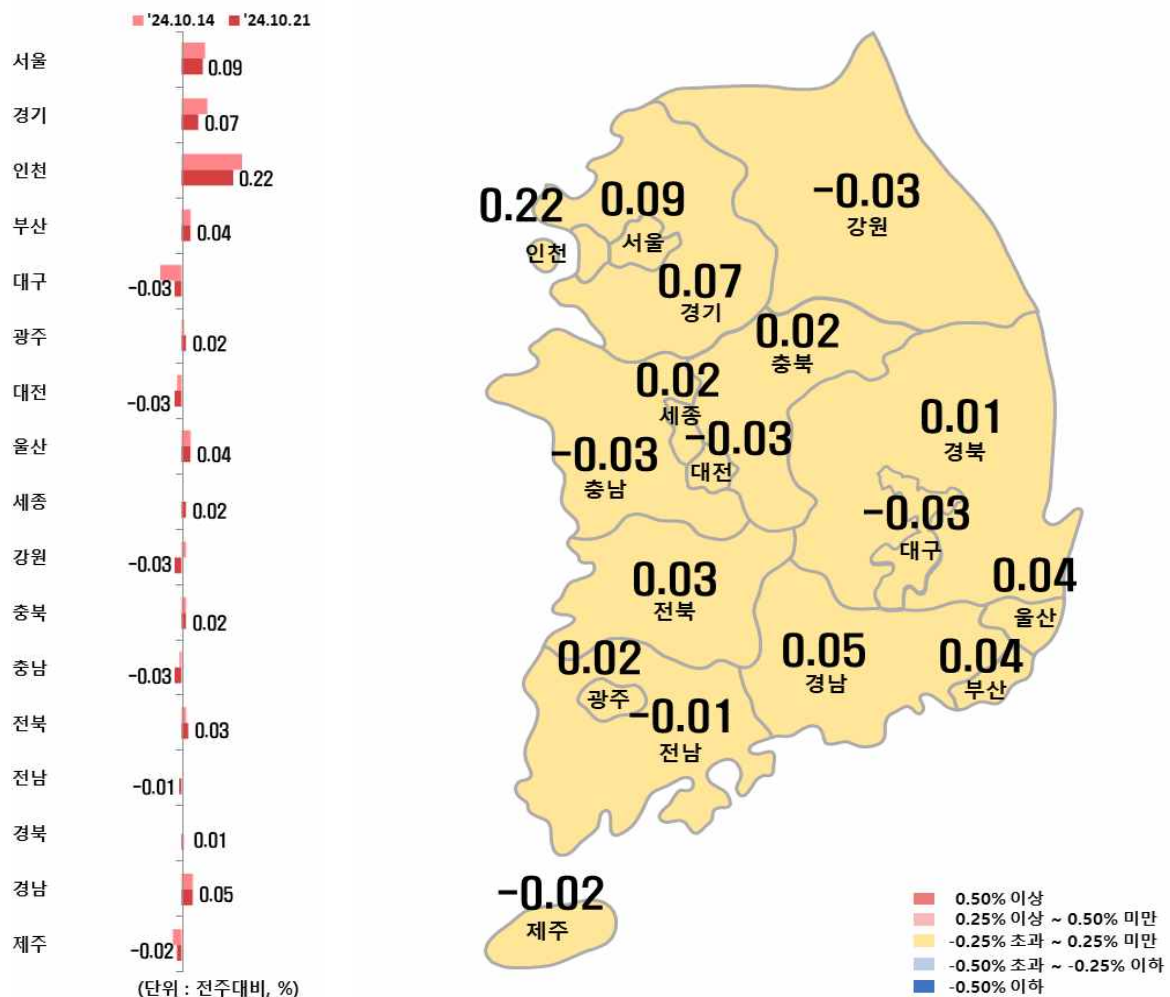 '24.10.14 '24.10.21
서울 0.09
경기 0.07
인천 0.22
부산 0.04
대구 -0.03
광주 0.02
대전 -0.03
울산 0.04
세종 0.02
강원 -0.03
충북 0.02
충남 -0.03
전북 0.03
전남 -0.01
경북 0.01
경남 0.05
제주 -0.02
(단위 : 전주대비, %)
-0.03
강원
0.22
인천
0.09
서울
0.07
경기
0.02
충북
0.02
세종
-0.03
대전
-0.03
충남
0.01
경북
-0.03
대구
0.04
울산
0.03
전북
0.05
경남
0.04
부산
0.02
광주
-0.01
전남
-0.02
제주
0.50% 이상
0.25% 이상 ~ 0.50% 미만
-0.25% 초과 ~ 0.25% 미만
-0.50% 초과 ~ -0.25% 이하
-0.50% 이하